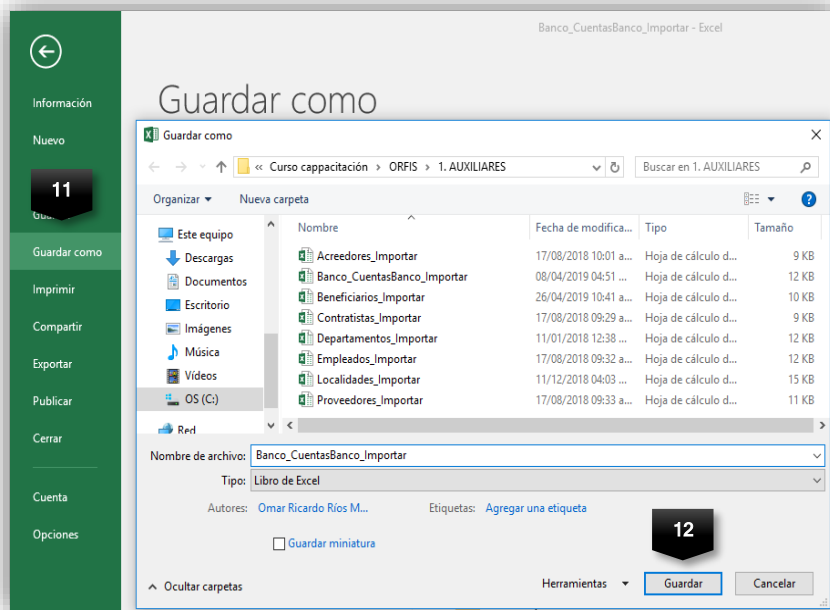 Banco_CuentasBanco_Importar - Excel
Información
Nuevo
11
Guardar como
Imprimir
Compartir
Exportar
Publicar
Cerrar
Cuenta
Opciones
Guardar como
Guardar como
« Curso cappacitación › ORFIS › 1. AUXILIARES
Buscar en 1. AUXILIARES
Organizar Nueva carpeta
Este equipo
Descargas
Documentos
Escritorio
Imágenes
Música
Vídeos
OS (C:)
Red
Nombre Fecha de modifica... Tipo Tamaño
Acreedores_Importar 17/08/2018 10:01 a... Hoja de cálculo d... 9 KB
Banco_CuentasBanco_Importar 08/04/2019 04:51 ... Hoja de cálculo d... 12 KB
Beneficiarios_Importar 26/04/2019 10:41 a... Hoja de cálculo d... 10 KB
Contratistas_Importar 17/08/2018 09:29 a... Hoja de cálculo d... 9 KB
Departamentos_Importar 11/01/2018 12:38 ... Hoja de cálculo d... 12 KB
Empleados_Importar 17/08/2018 09:32 a... Hoja de cálculo d... 12 KB
Localidades_Importar 11/12/2018 04:03 ... Hoja de cálculo d... 15 KB
Proveedores_Importar 17/08/2018 09:33 a... Hoja de cálculo d... 11 KB
Nombre de archivo: Banco_CuentasBanco_Importar
Tipo: Libro de Excel
Autores: Omar Ricardo Ríos M... Etiquetas: Agregar una etiqueta
Guardar miniatura
12
Ocultar carpetas Herramientas Guardar Cancelar